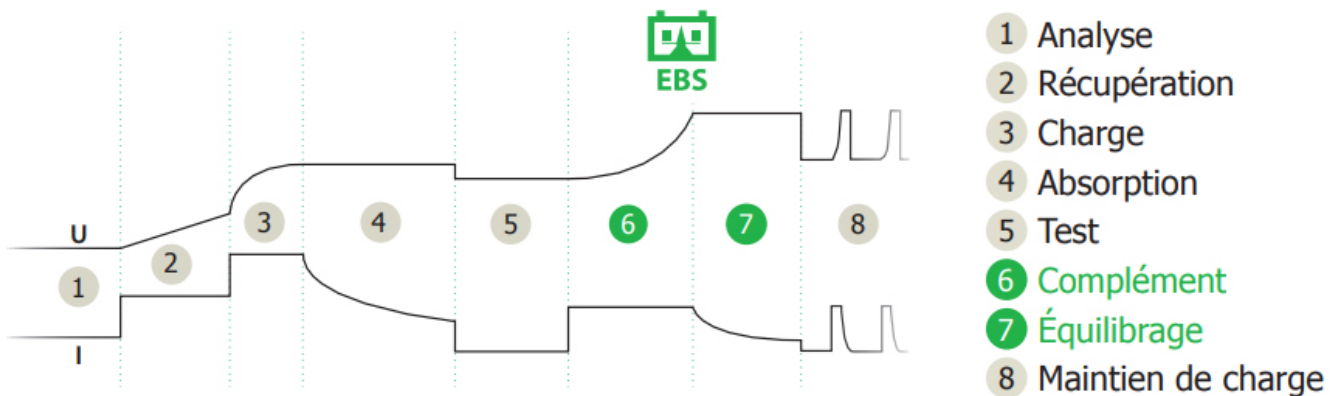 EBS
U
1
2
3
4
5
6
7
8
I
1 Analyse
2 Récupération
3 Charge
4 Absorption
5 Test
6 Complément
7 Équilibrage
8 Maintien de charge